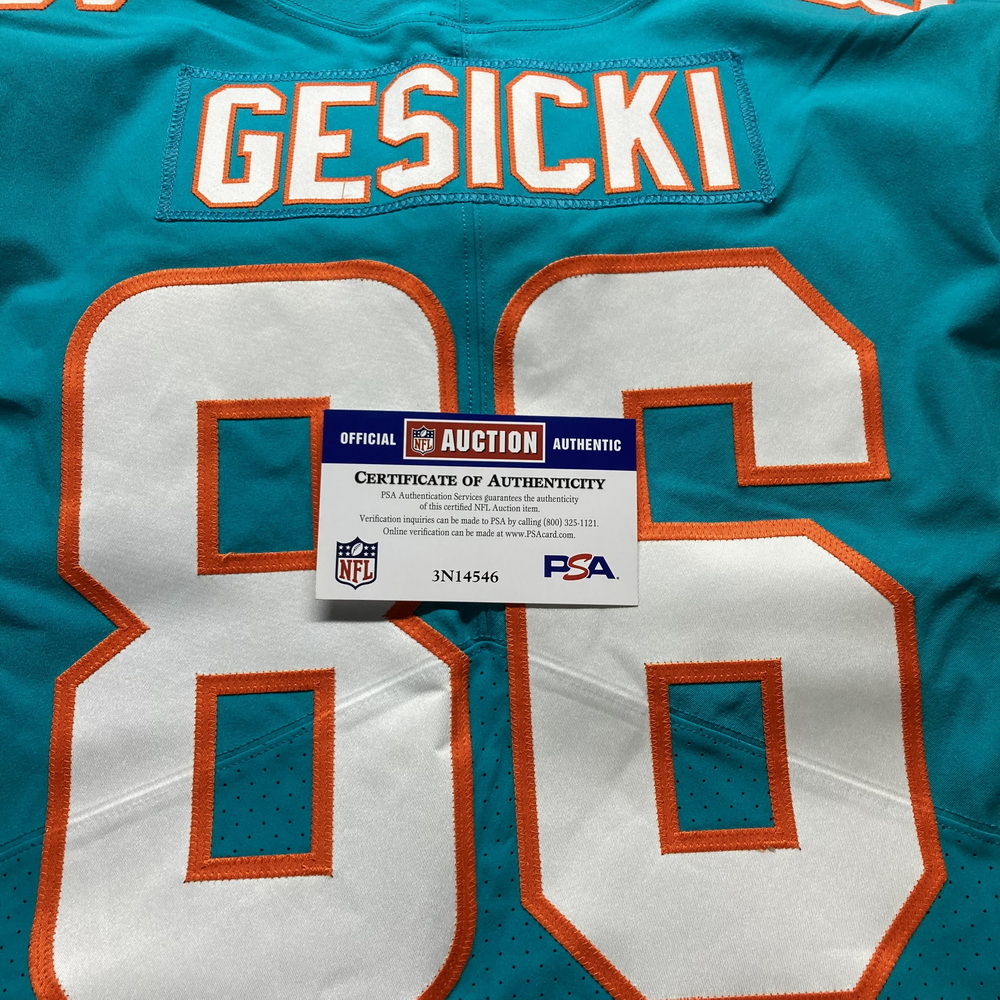 GESICKI
86
OFFICIAL NFL AUCTION AUTHENTIC
CERTIFICATE OF AUTHENTICITY
PSA Authentication Services guarantees the authenticity
of this certified NFL Auction item.
Verification inquiries can be made to PSA by calling (800) 325-1121.
Online verification can be made at www.PSAcard.com.
NFL 3N14546 PSA.